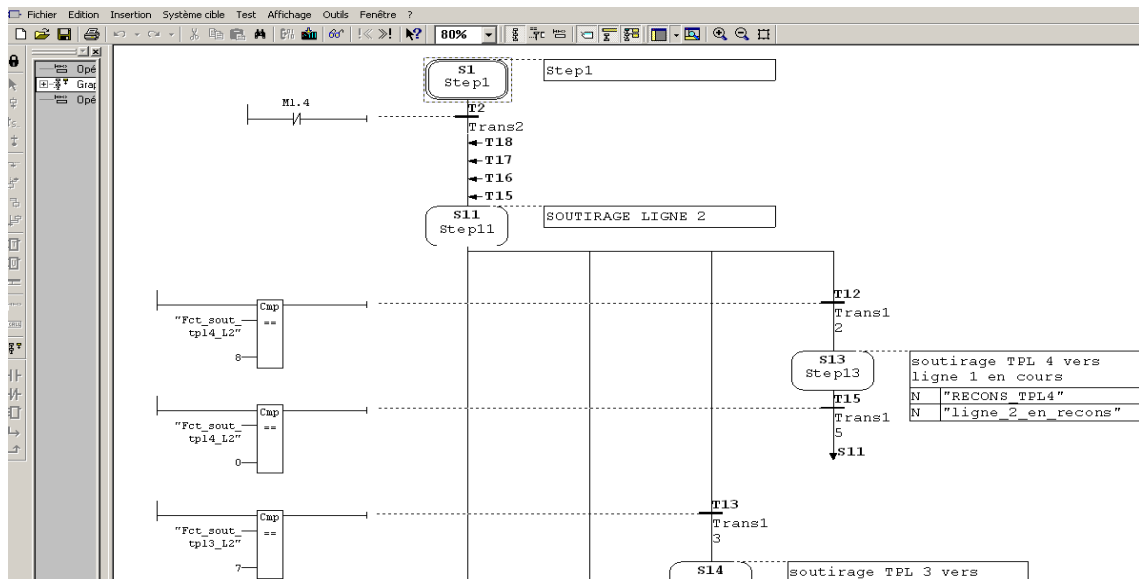 Fichier Edition Insertion Système cible Test Affichage Outils Fenêtre ?
80%
Opé
Grap
Opé
S1
Step1
Step1
M1.4
T2
Trans2
T18
T17
T16
T15
S11
Step11
SOUTIRAGE LIGNE 2
T12
Trans1
2
Cmp
"Fct_sout_
tpl4_L2"
==
8
S13
Step13
soutirage TPL 4 vers
ligne 1 en cours
N "RECONS_TPL4"
N "ligne_2_en_recons"
T15
Trans1
5
S11
Cmp
"Fct_sout_
tpl4_L2"
==
0
T13
Trans1
3
Cmp
"Fct_sout_
tpl3_L2"
==
7
S14
soutirage TPL 3 vers